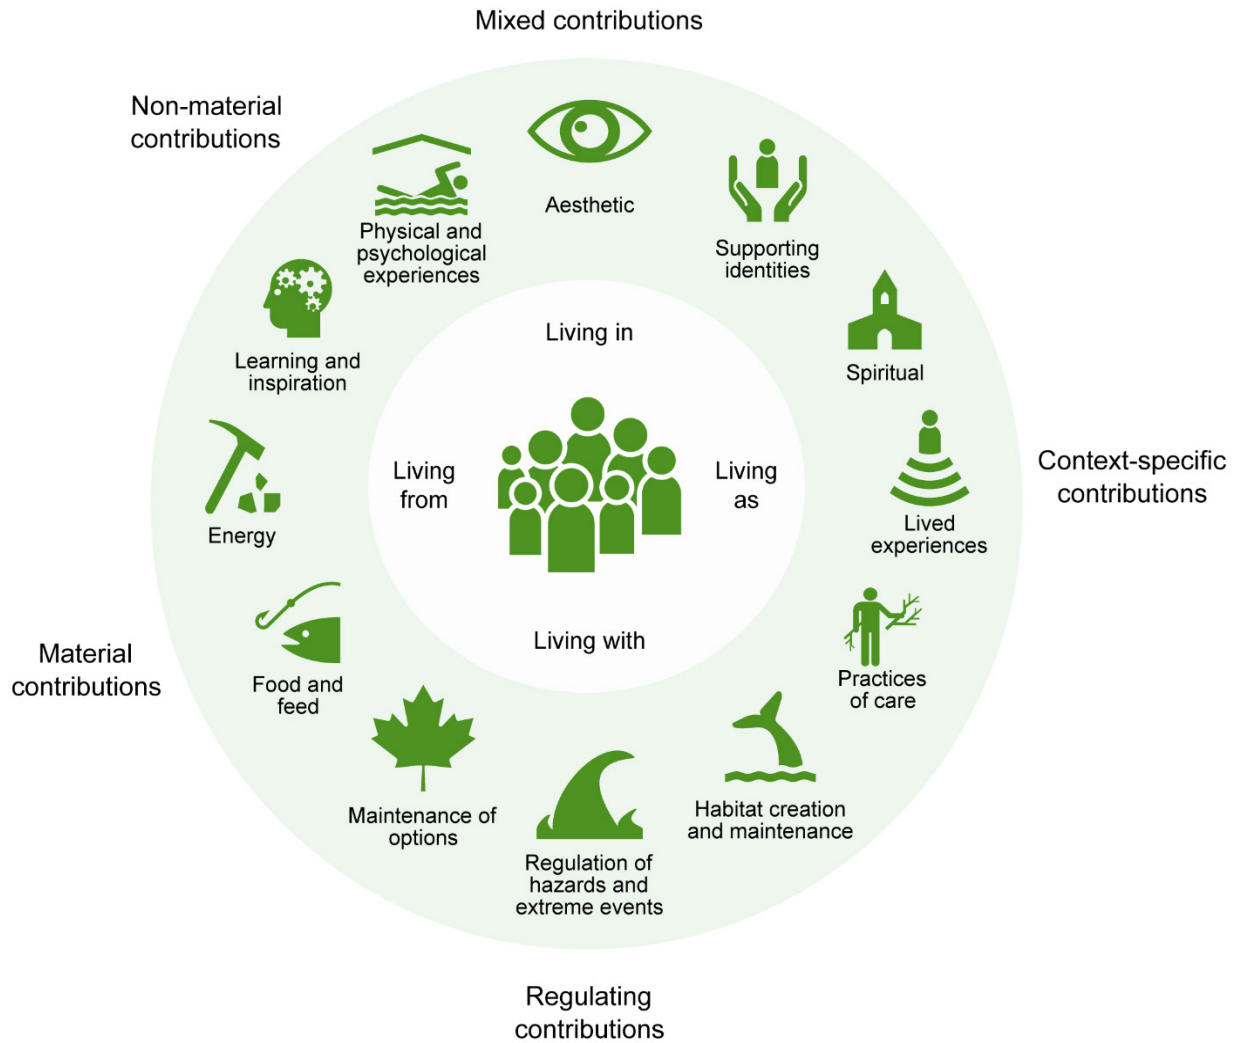 Mixed contributions
Non-material
contributions
Aesthetic
Physical and
psychological
experiences
Supporting
identities
Learning and
inspiration
Living in
Spiritual
Energy
Living
from
Living
as
Lived
experiences
Context-specific
contributions
Food and
feed
Living with
Practices
of care
Material
contributions
Maintenance of
options
Regulation of
hazards and
extreme events
Habitat creation
and maintenance
Regulating
contributions